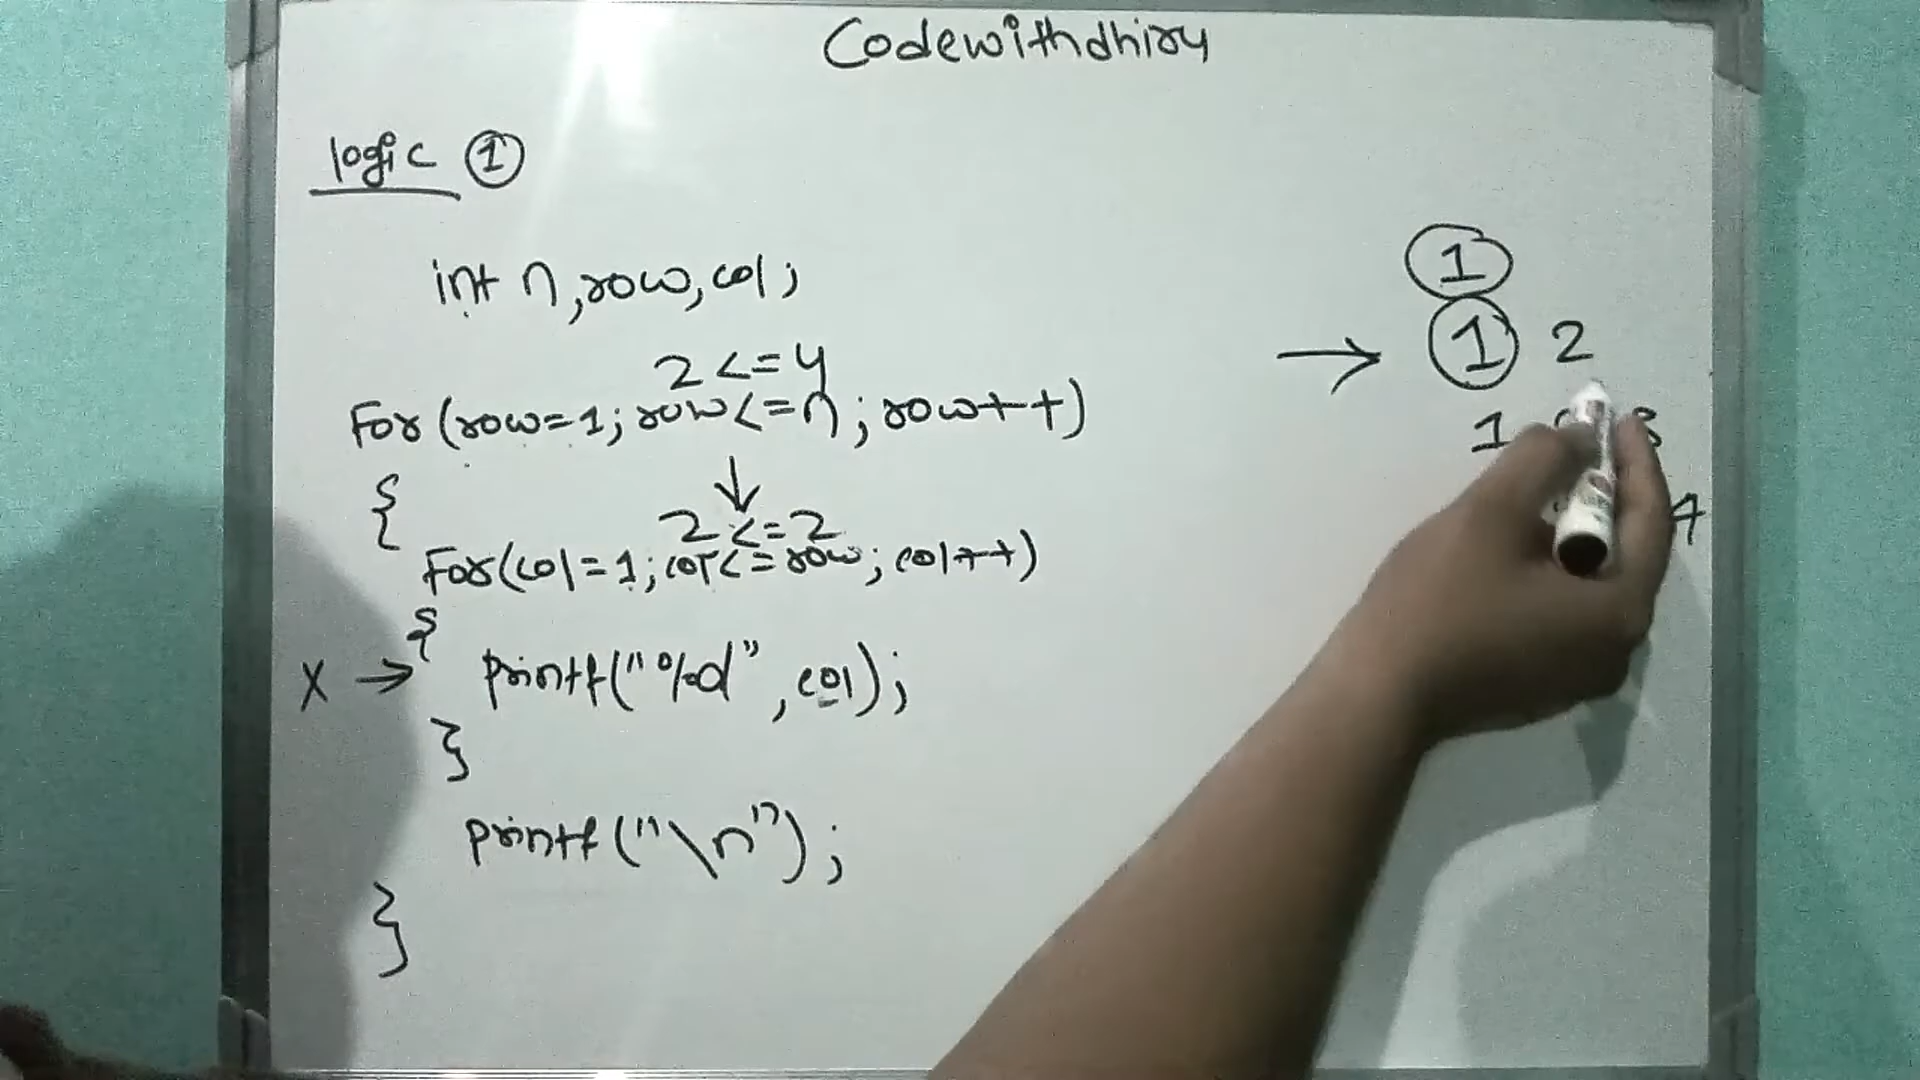 Codewithdhiru
logic ①
int n,row,col;
2 <= 4
For(row=1; row<=n; row++)
{
2 <= 2
For(col=1; col<=row; col++)
{
X → printf("%d", col);
}
printf("\n");
}
1
→ 1 2
1 3
4